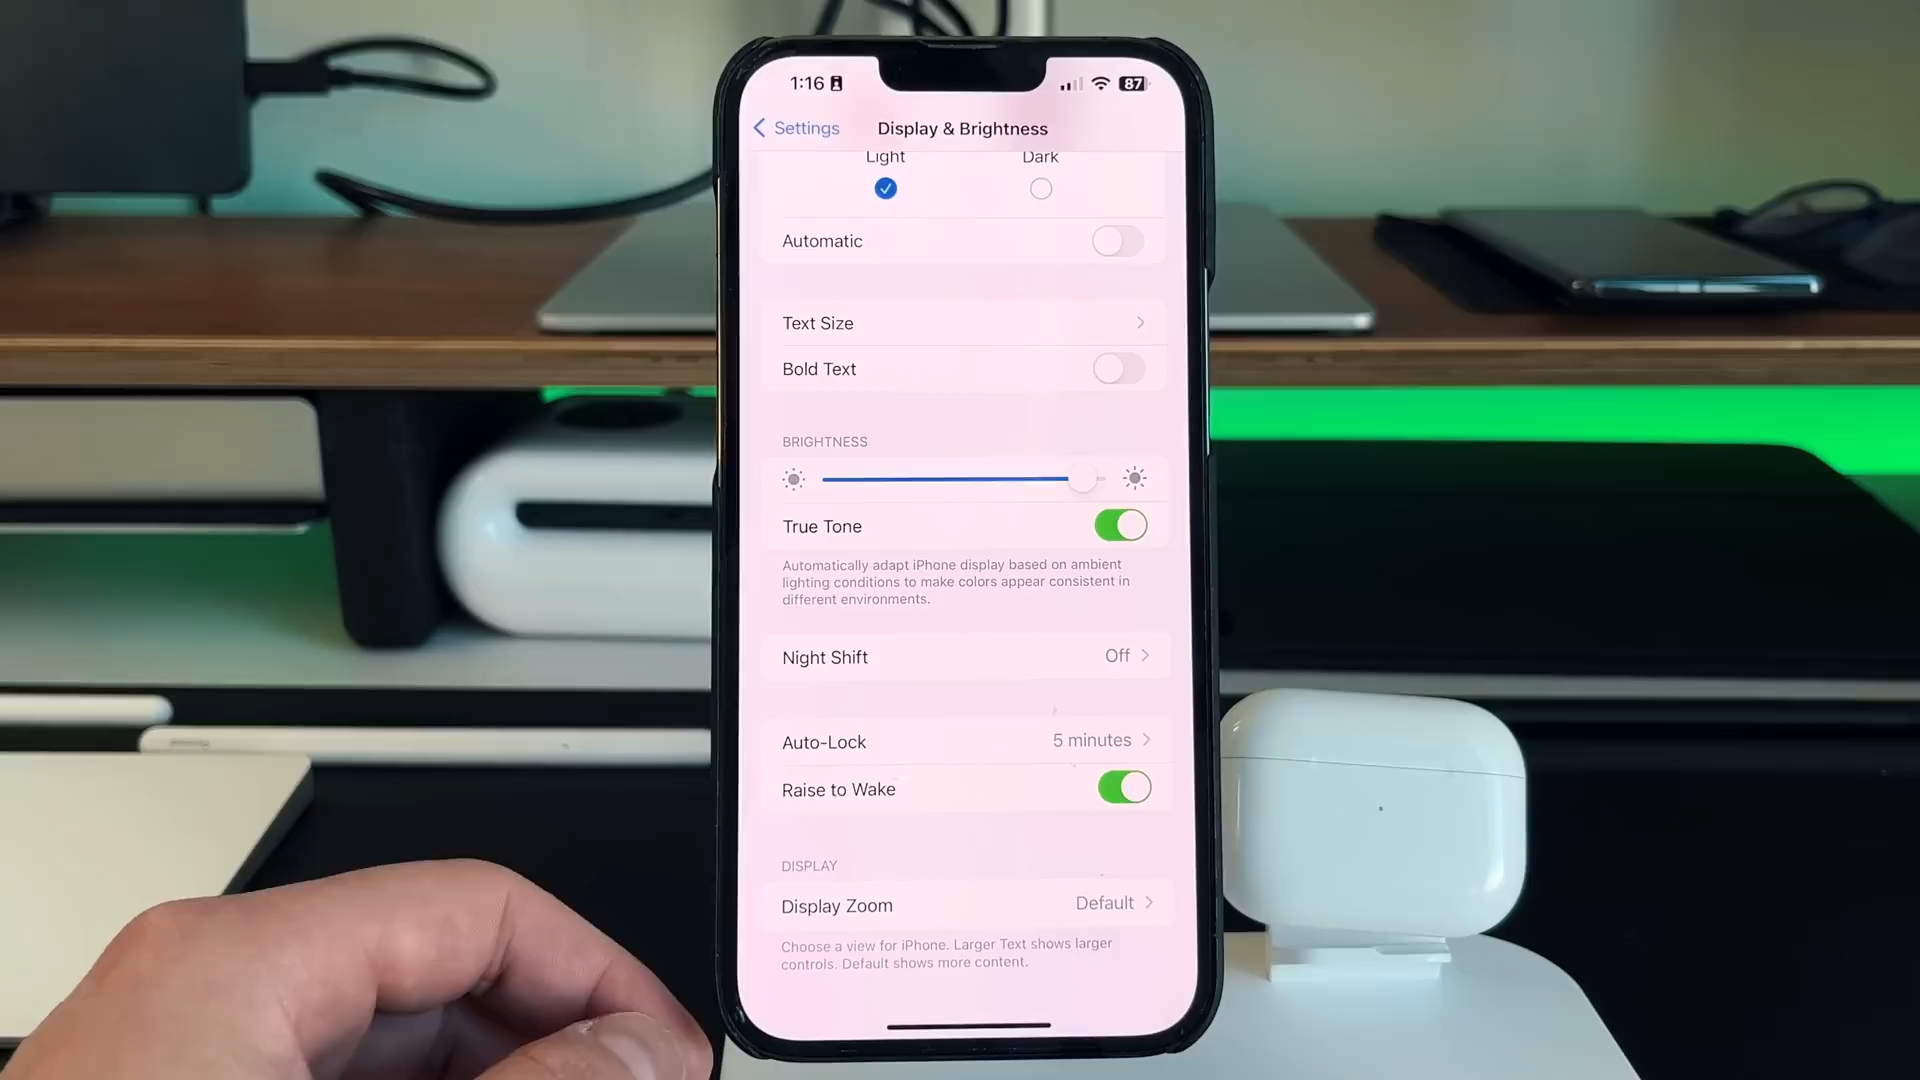 1:16
87
Settings
Display & Brightness
Light Dark
Automatic
Text Size
Bold Text
BRIGHTNESS
True Tone
Automatically adapt iPhone display based on ambient
lighting conditions to make colors appear consistent in
different environments.
Night Shift Off
Auto-Lock 5 minutes
Raise to Wake
DISPLAY
Display Zoom Default
Choose a view for iPhone. Larger Text shows larger
controls. Default shows more content.